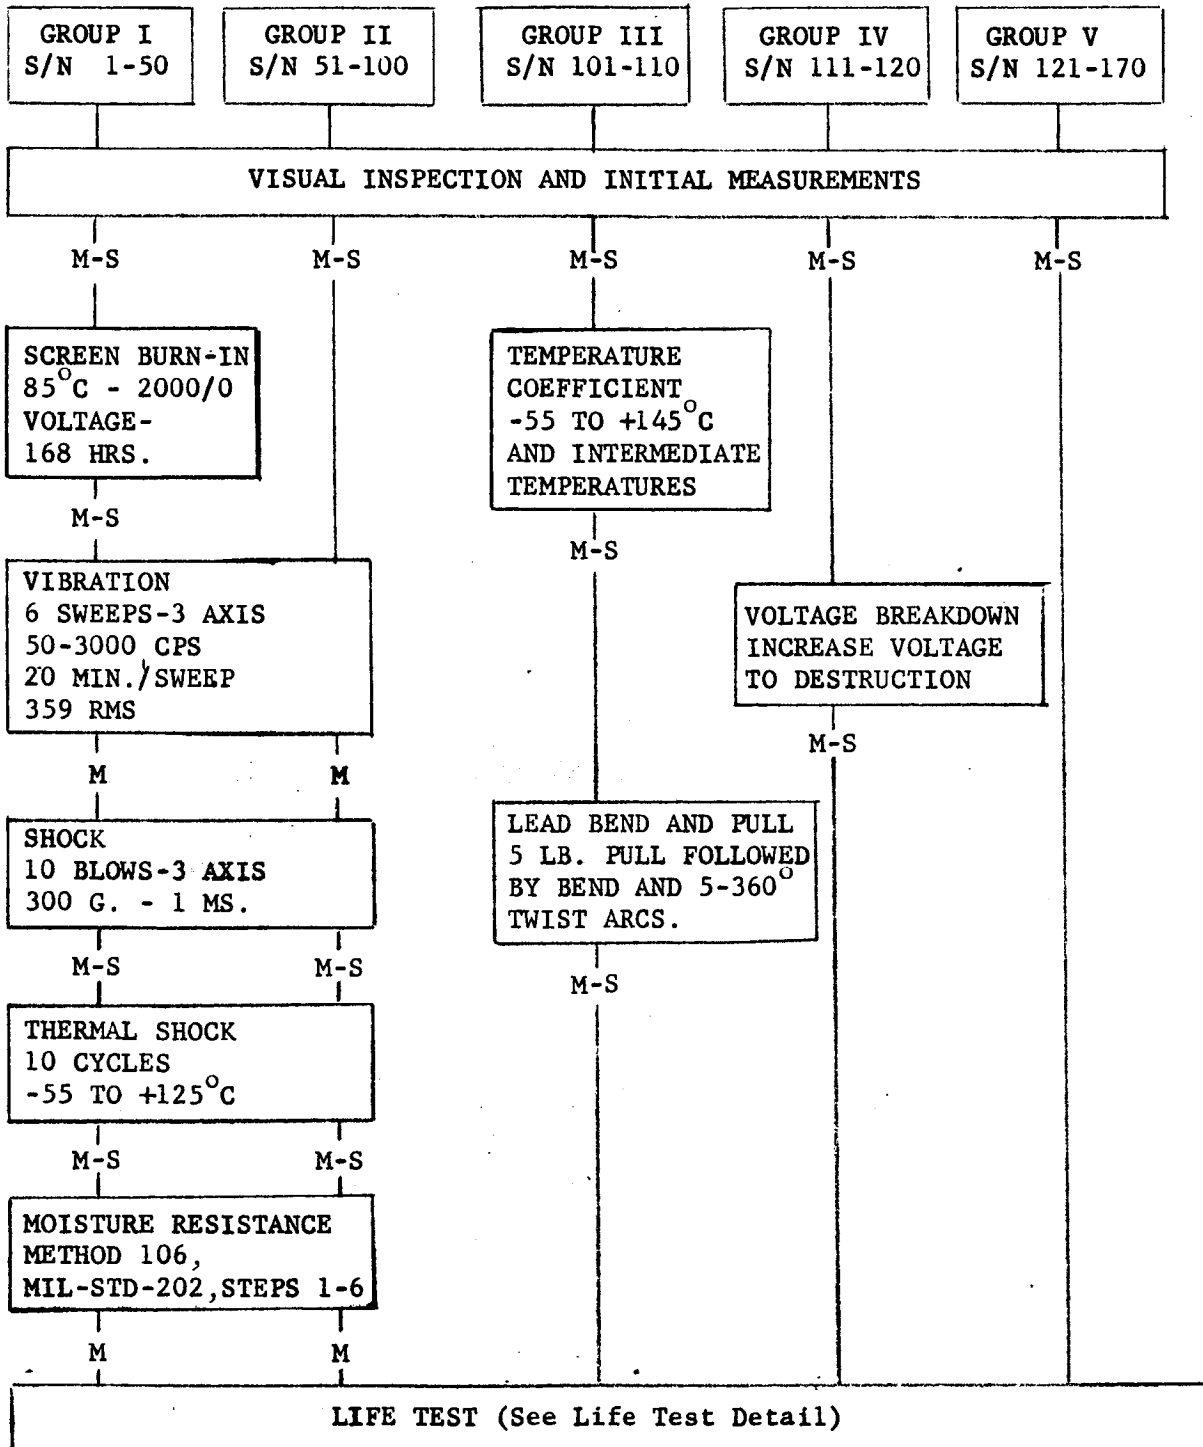 GROUP I
S/N 1-50
GROUP II
S/N 51-100
GROUP III
S/N 101-110
GROUP IV
S/N 111-120
GROUP V
S/N 121-170
VISUAL INSPECTION AND INITIAL MEASUREMENTS
M-S
M-S
M-S
M-S
M-S
SCREEN BURN-IN
85°C - 2000/0
VOLTAGE-
168 HRS.
M-S
TEMPERATURE
COEFFICIENT
-55 TO +145°C
AND INTERMEDIATE
TEMPERATURES
M-S
VIBRATION
6 SWEEPS-3 AXIS
50-3000 CPS
20 MIN./SWEEP
359 RMS
M
M
VOLTAGE BREAKDOWN
INCREASE VOLTAGE
TO DESTRUCTION
M-S
SHOCK
10 BLOWS-3 AXIS
300 G. - 1 MS.
M-S
M-S
LEAD BEND AND PULL
5 LB. PULL FOLLOWED
BY BEND AND 5-360°
TWIST ARCS.
M-S
THERMAL SHOCK
10 CYCLES
-55 TO +125°C
M-S
M-S
MOISTURE RESISTANCE
METHOD 106,
MIL-STD-202,STEPS 1-6
M
M
LIFE TEST (See Life Test Detail)